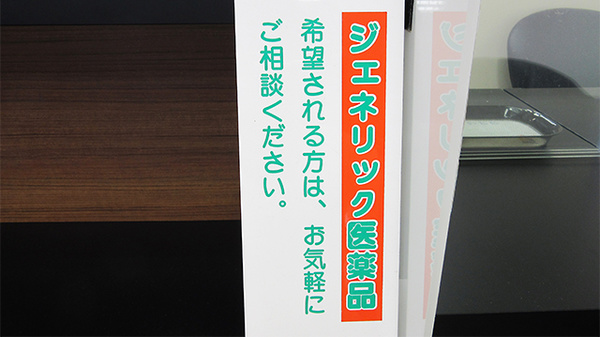 ジェネリック医薬品
希望される方は、お気軽に
ご相談ください。